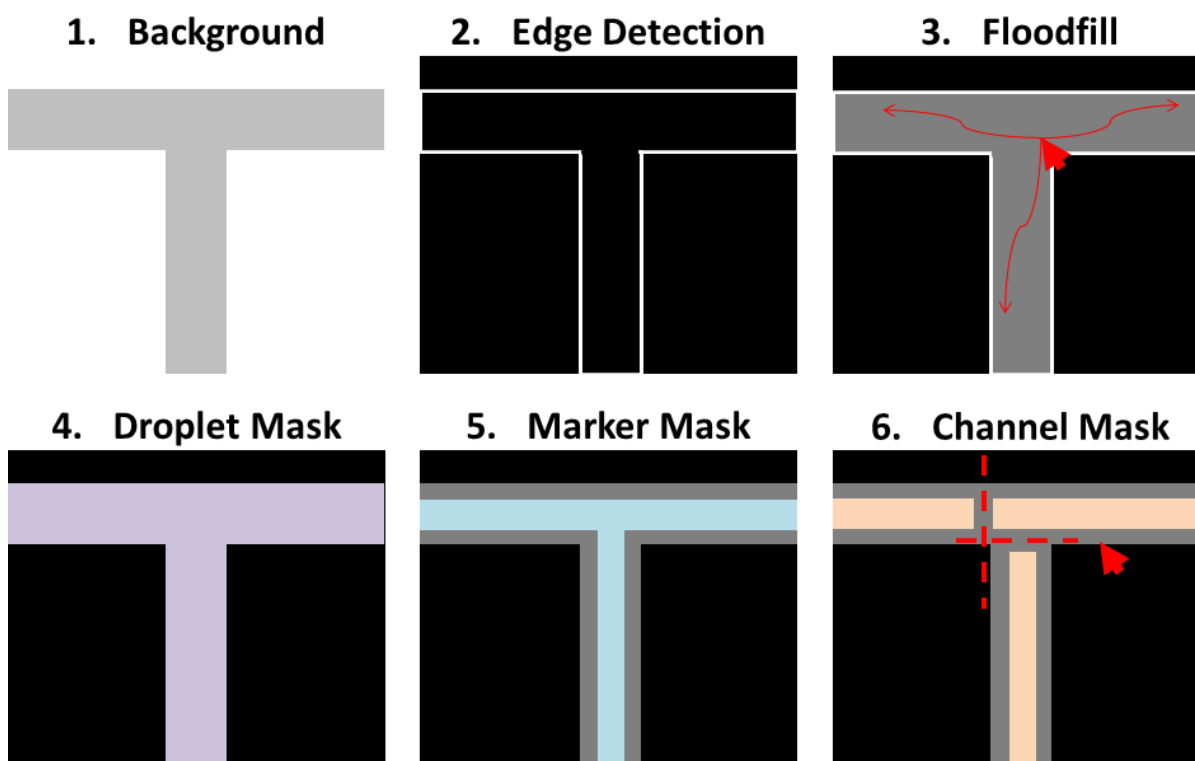 1. Background
2. Edge Detection
3. Floodfill
4. Droplet Mask
5. Marker Mask
6. Channel Mask